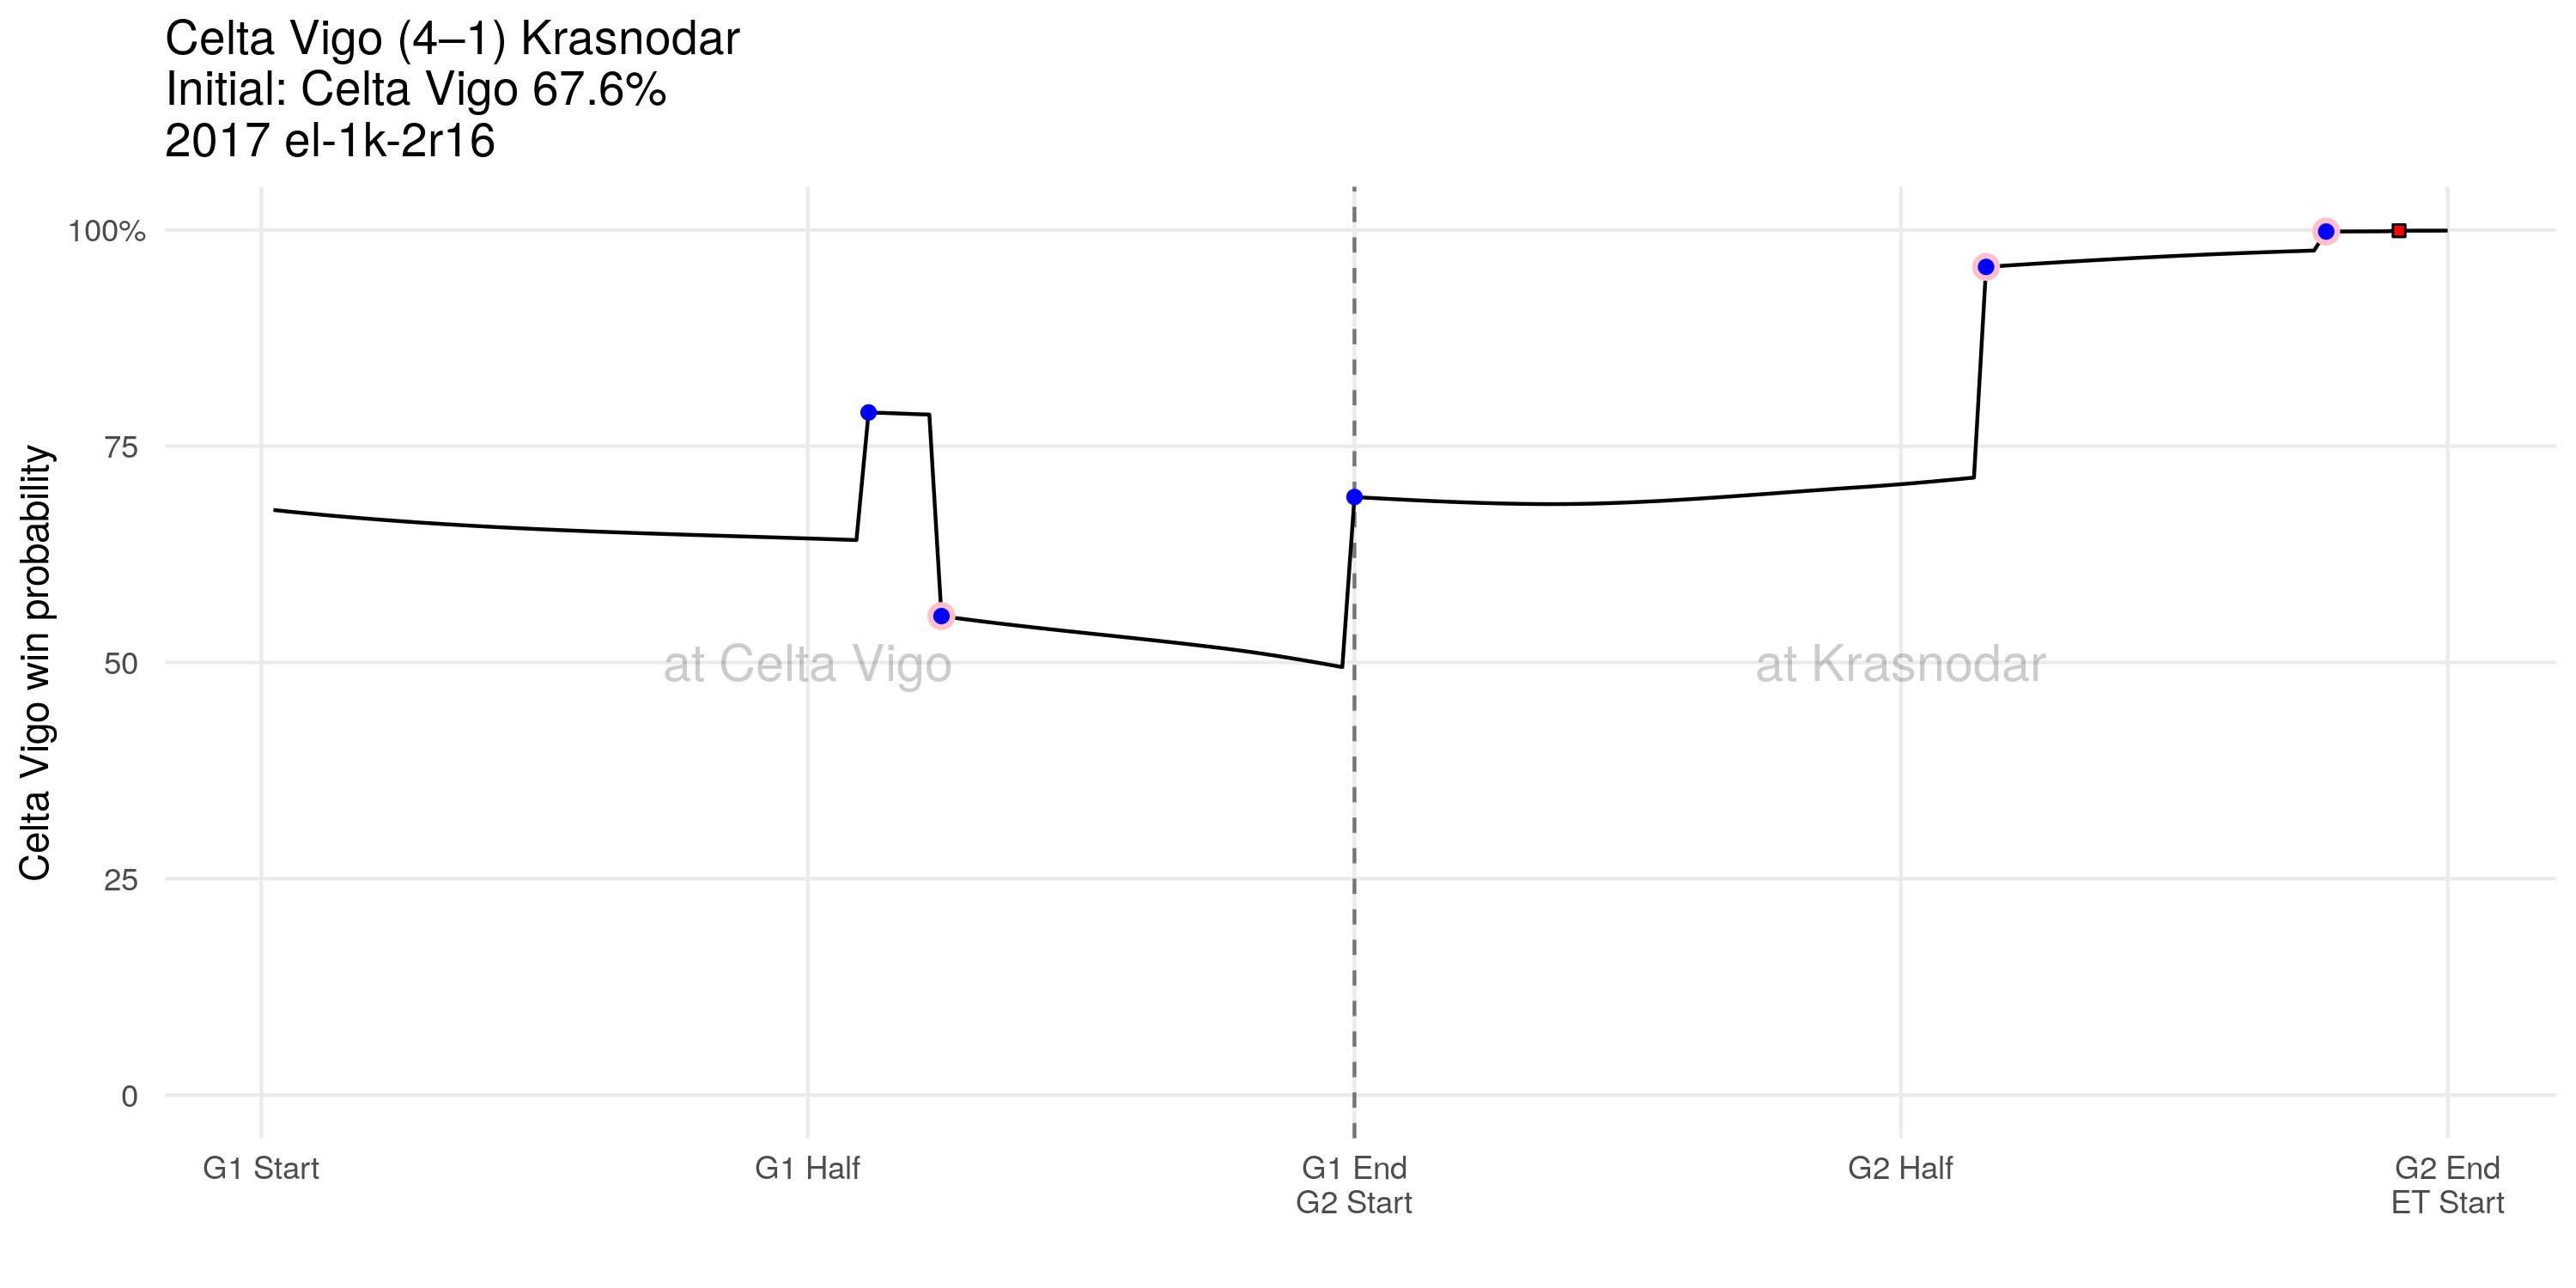 Celta Vigo (4–1) Krasnodar
Initial: Celta Vigo 67.6%
2017 el-1k-2r16
Celta Vigo win probability
100%
75
50
25
0
at Celta Vigo
at Krasnodar
G1 Start
G1 Half
G1 End
G2 Start
G2 Half
G2 End
ET Start